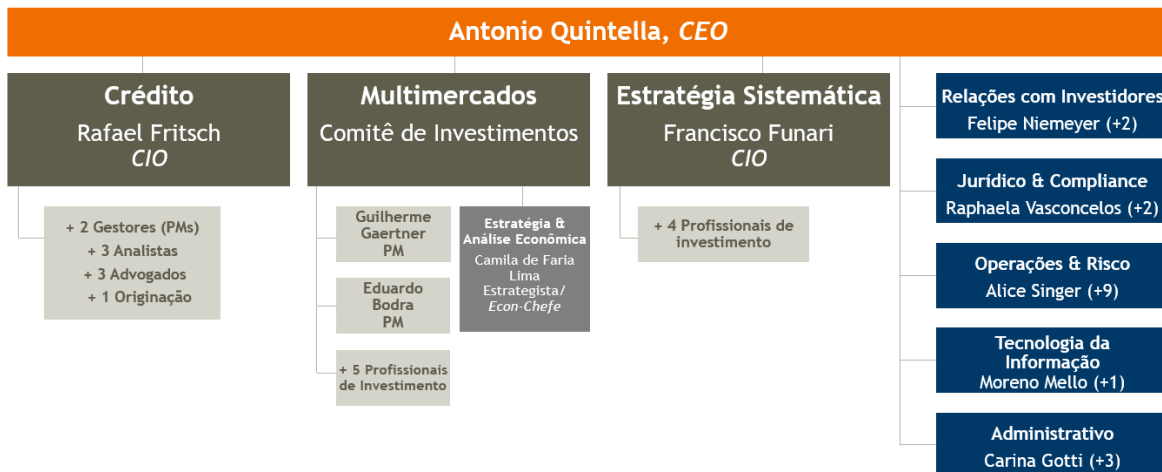 Antonio Quintella, CEO
Crédito
Rafael Fritsch
CIO
+ 2 Gestores (PMs)
+ 3 Analistas
+ 3 Advogados
+ 1 Originação
Multimercados
Comitê de Investimentos
Guilherme
Gaertner
PM
Eduardo
Bodra
PM
+ 5 Profissionais
de Investimento
Estratégia &
Análise Econômica
Camila de Faria
Lima
Estrategista/
Econ-Chefe
Estratégia Sistemática
Francisco Funari
CIO
+ 4 Profissionais de
investimento
Relações com Investidores
Felipe Niemeyer (+2)
Jurídico & Compliance
Raphaela Vasconcelos (+2)
Operações & Risco
Alice Singer (+9)
Tecnologia da
Informação
Moreno Mello (+1)
Administrativo
Carina Gotti (+3)